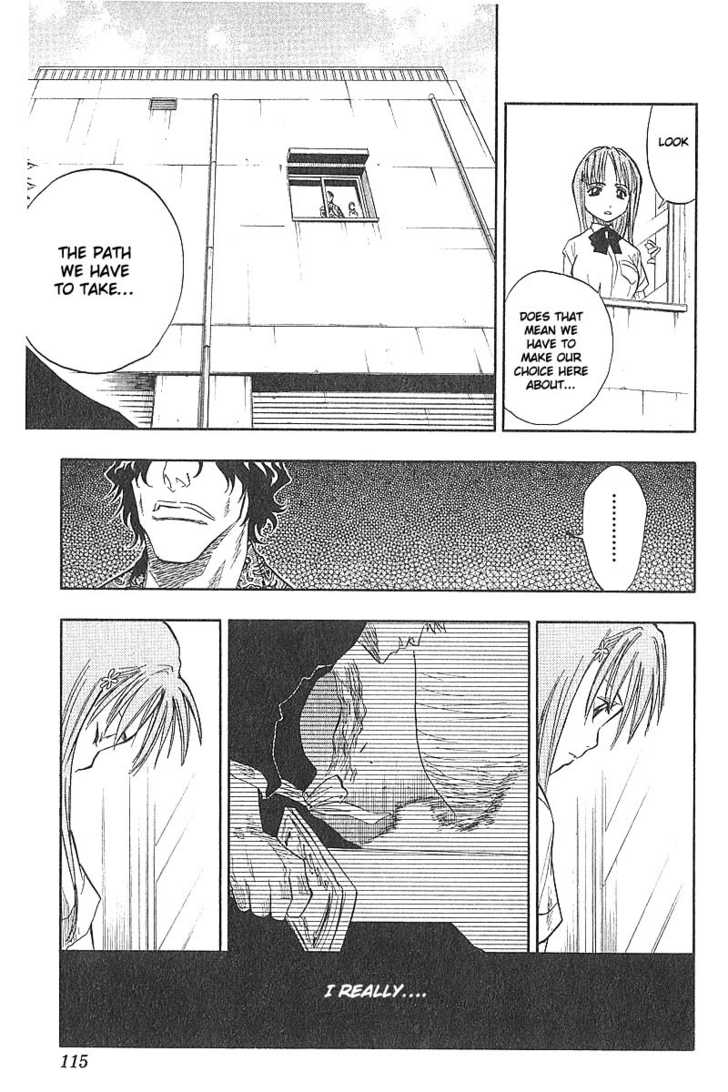 LOOK
DOES THAT
MEAN WE
HAVE TO
MAKE OUR
CHOICE HERE
ABOUT...
THE PATH
WE HAVE
TO TAKE...
.........
I REALLY....
115